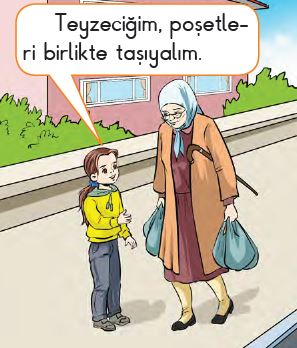 Teyzeciğim, poşetle-
ri birlikte taşıyalım.